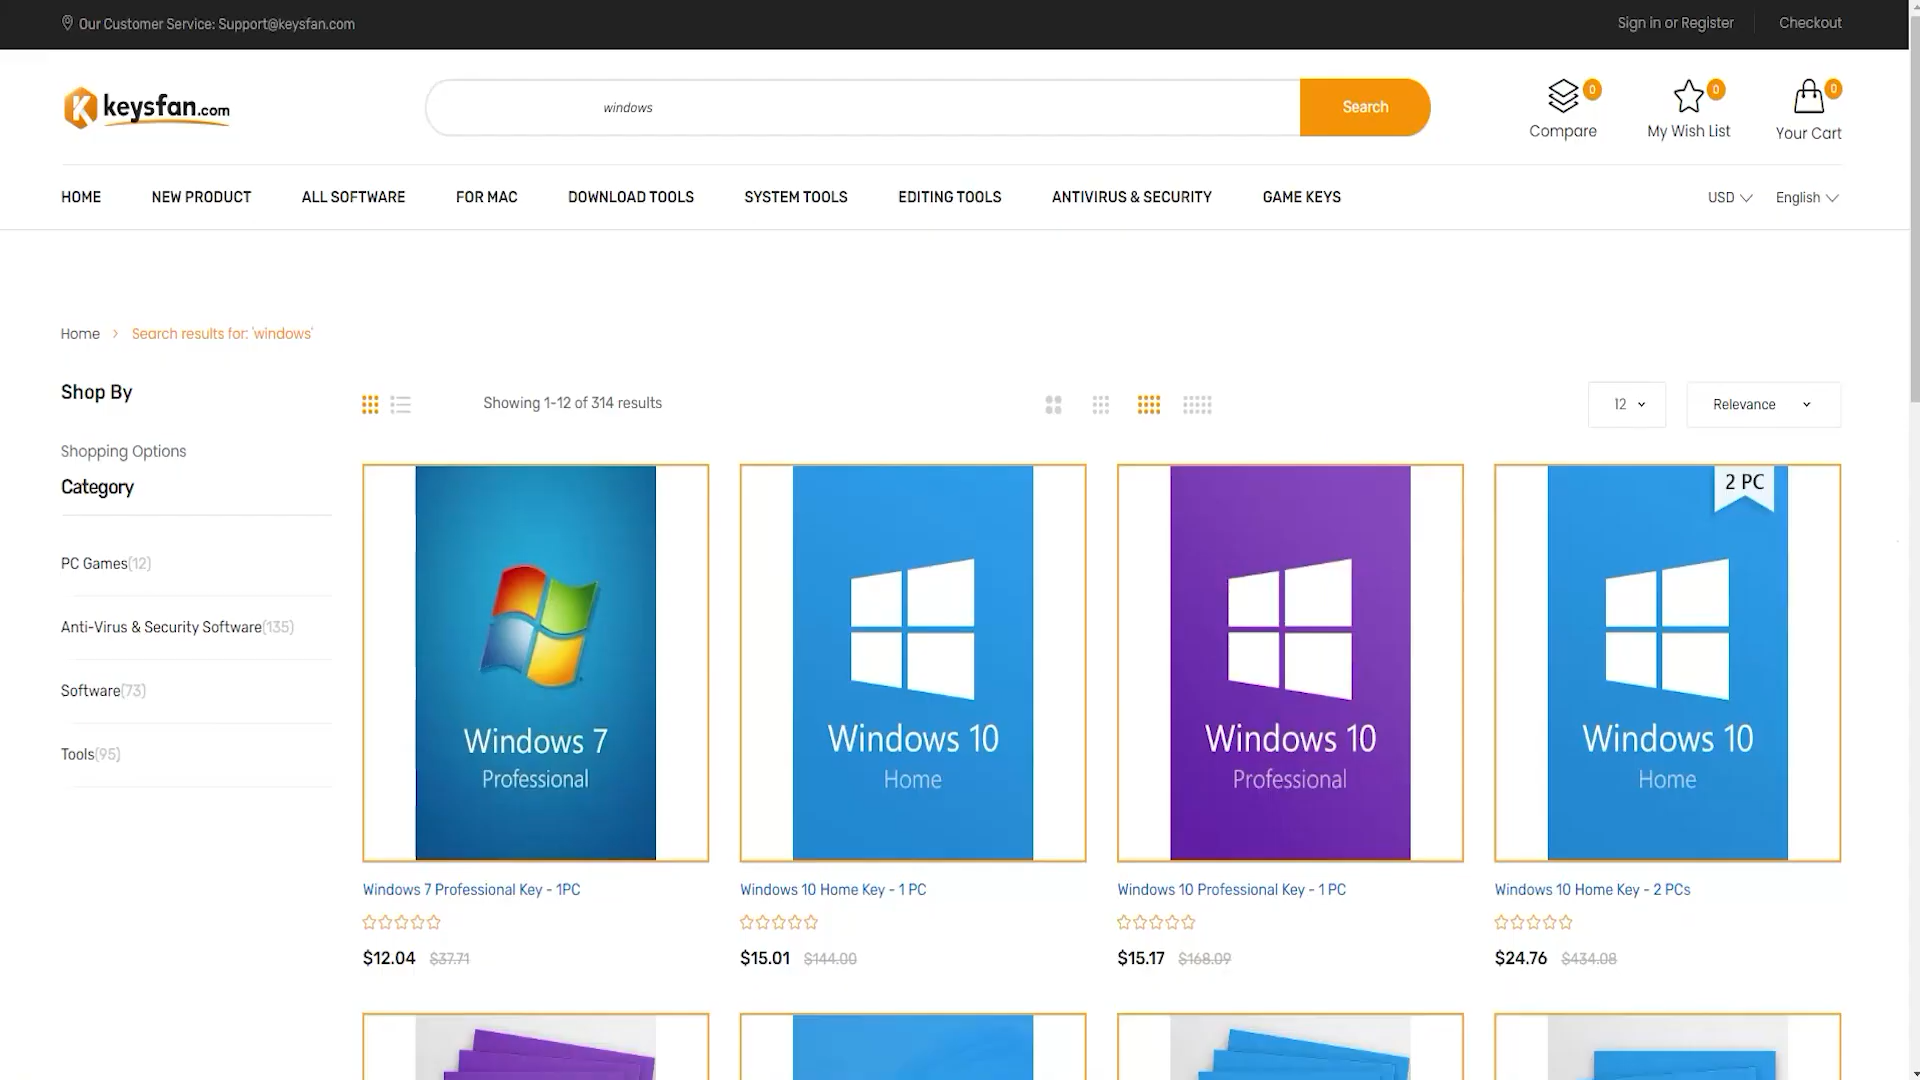 Our Customer Service: Support@keysfan.com
Sign in or Register
Checkout
keysfan.com
windows
Search
0
Compare
0
My Wish List
0
Your Cart
HOME
NEW PRODUCT
ALL SOFTWARE
FOR MAC
DOWNLOAD TOOLS
SYSTEM TOOLS
EDITING TOOLS
ANTIVIRUS & SECURITY
GAME KEYS
USD
English
Home > Search results for: 'windows'
Shop By
Shopping Options
Category
PC Games(12)
Anti-Virus & Security Software(135)
Software(73)
Tools(95)
Showing 1-12 of 314 results
12
Relevance
Windows 7
Professional
Windows 7 Professional Key - 1PC
$12.04 $37.71
Windows 10
Home
Windows 10 Home Key - 1 PC
$15.01 $144.00
Windows 10
Professional
Windows 10 Professional Key - 1 PC
$15.17 $168.09
2 PC
Windows 10
Home
Windows 10 Home Key - 2 PCs
$24.76 $434.08